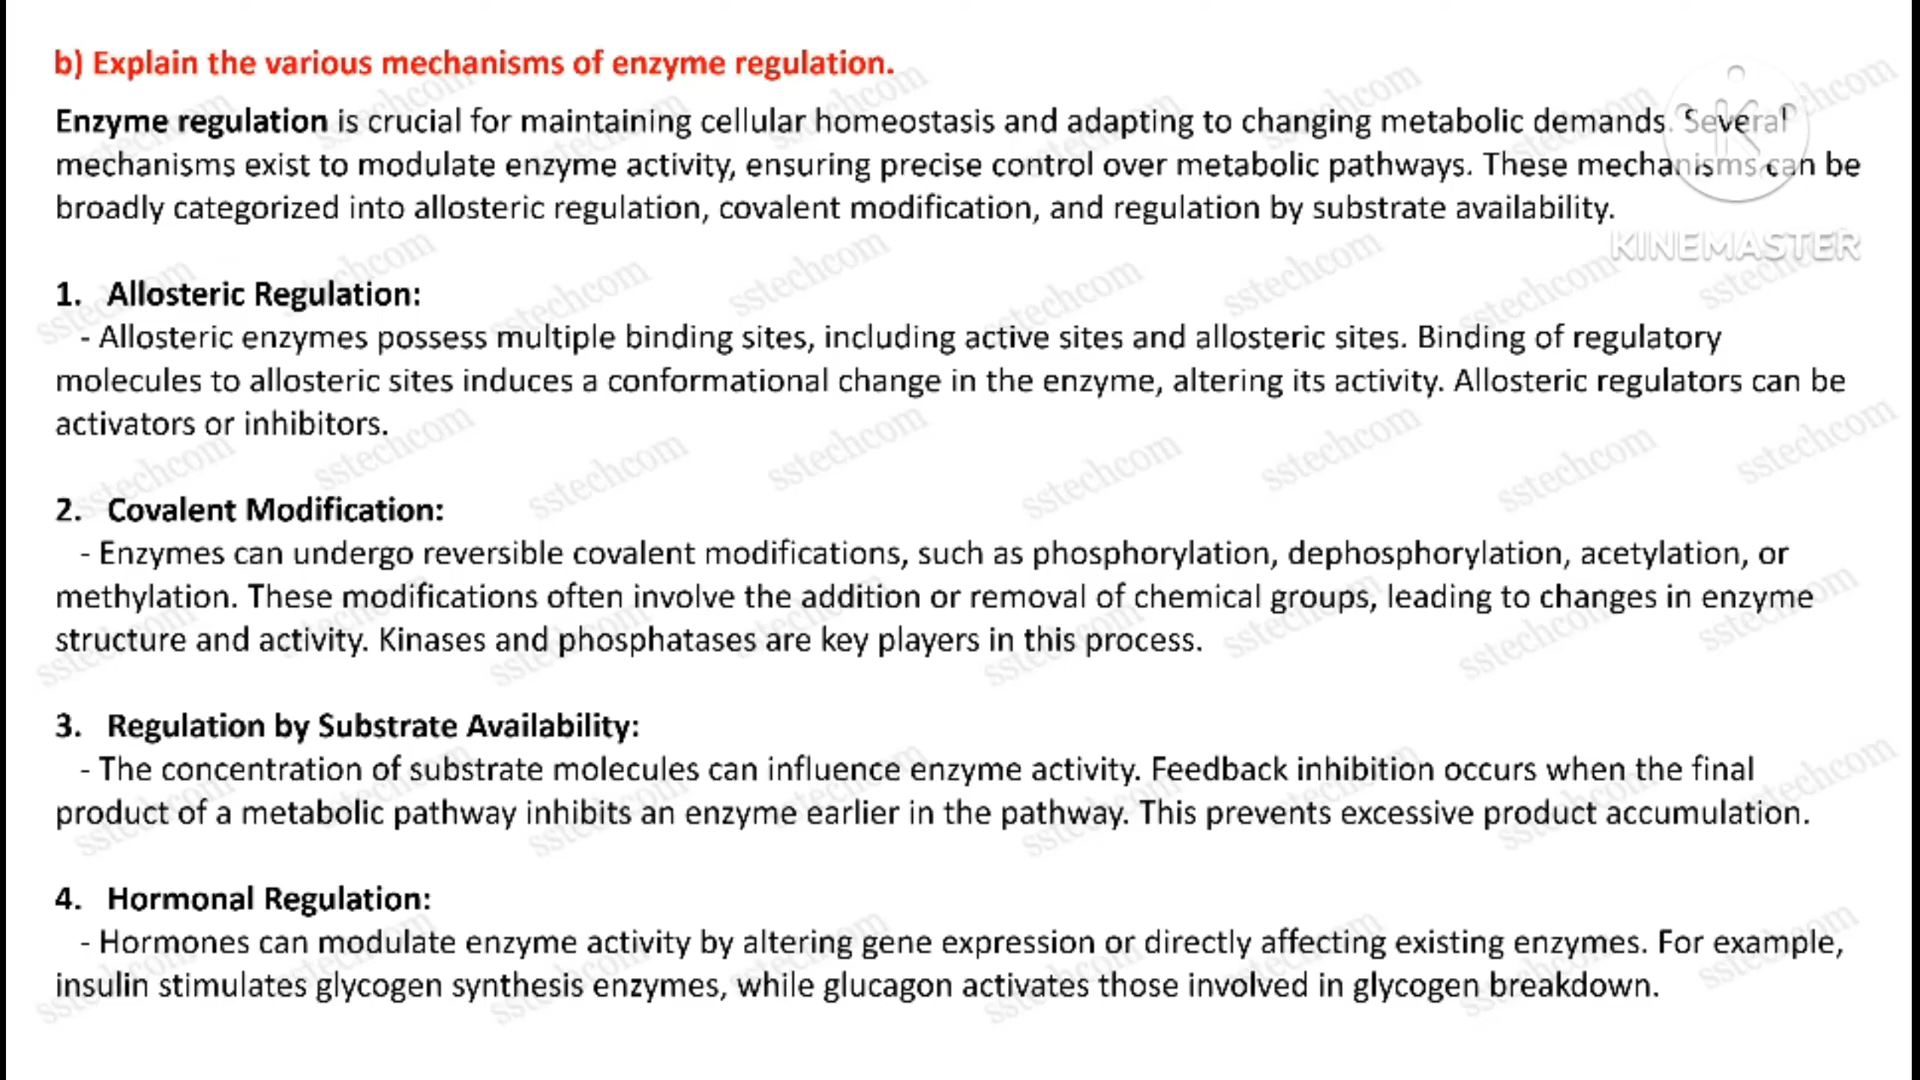 b) Explain the various mechanisms of enzyme regulation.
Enzyme regulation is crucial for maintaining cellular homeostasis and adapting to changing metabolic demands. Several
mechanisms exist to modulate enzyme activity, ensuring precise control over metabolic pathways. These mechanisms can be
broadly categorized into allosteric regulation, covalent modification, and regulation by substrate availability.
KINEMASTER
1. Allosteric Regulation:
- Allosteric enzymes possess multiple binding sites, including active sites and allosteric sites. Binding of regulatory
molecules to allosteric sites induces a conformational change in the enzyme, altering its activity. Allosteric regulators can be
activators or inhibitors.
2. Covalent Modification:
- Enzymes can undergo reversible covalent modifications, such as phosphorylation, dephosphorylation, acetylation, or
methylation. These modifications often involve the addition or removal of chemical groups, leading to changes in enzyme
structure and activity. Kinases and phosphatases are key players in this process.
3. Regulation by Substrate Availability:
- The concentration of substrate molecules can influence enzyme activity. Feedback inhibition occurs when the final
product of a metabolic pathway inhibits an enzyme earlier in the pathway. This prevents excessive product accumulation.
4. Hormonal Regulation:
- Hormones can modulate enzyme activity by altering gene expression or directly affecting existing enzymes. For example,
insulin stimulates glycogen synthesis enzymes, while glucagon activates those involved in glycogen breakdown.
sstechcom